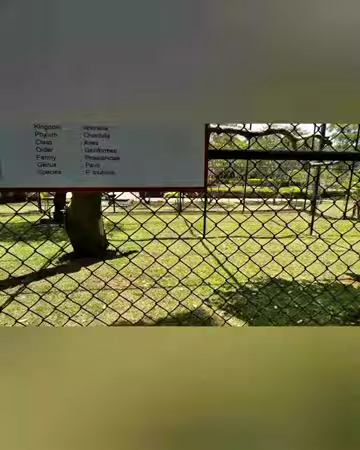 Kingdom : Animalia
Phylum : Chordata
Class : Aves
Order : Galliformes
Family : Phasianidae
Genus : Pavo
Species : P. cristatus